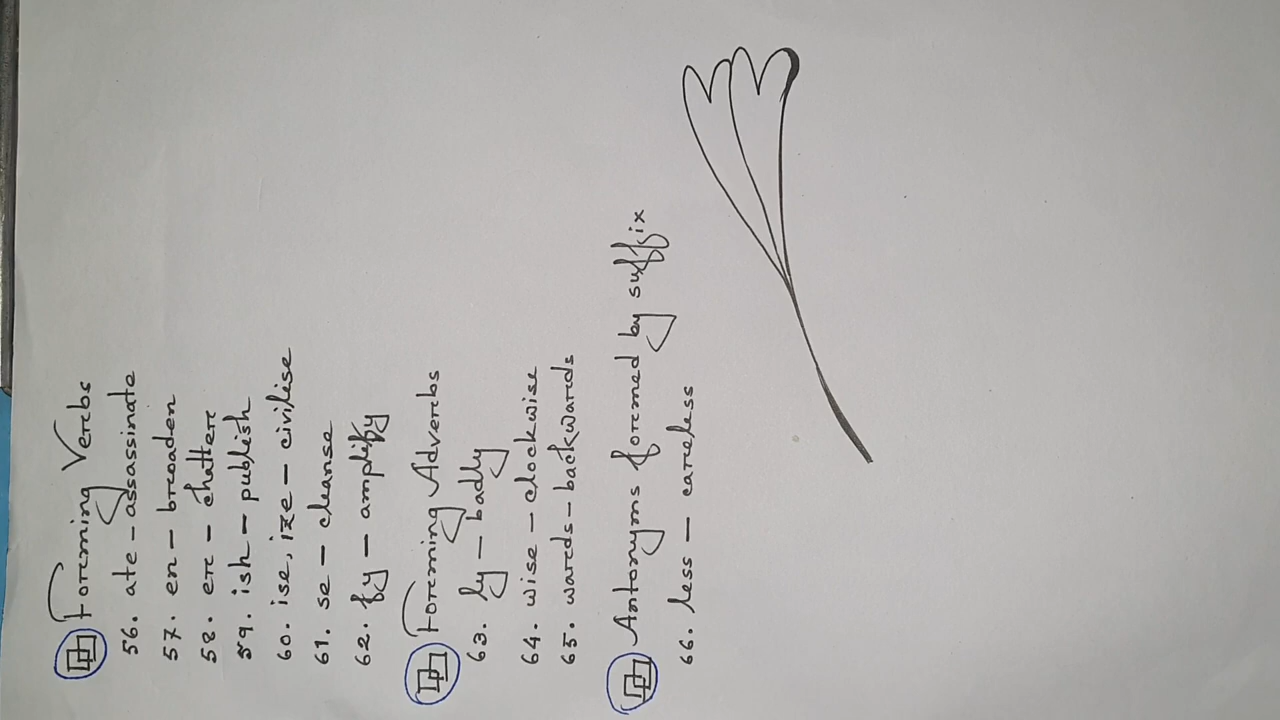 Forming Verbs
56. ate - assassinate
57. en - broaden
58. er - chatter
59. ish - publish
60. ise, ize - civilise
61. se - cleanse
62. fy - amplify
Forming Adverbs
63. ly - badly
64. wise - clockwise
65. wards - backwards
Antonyms formed by suffix
66. less - careless